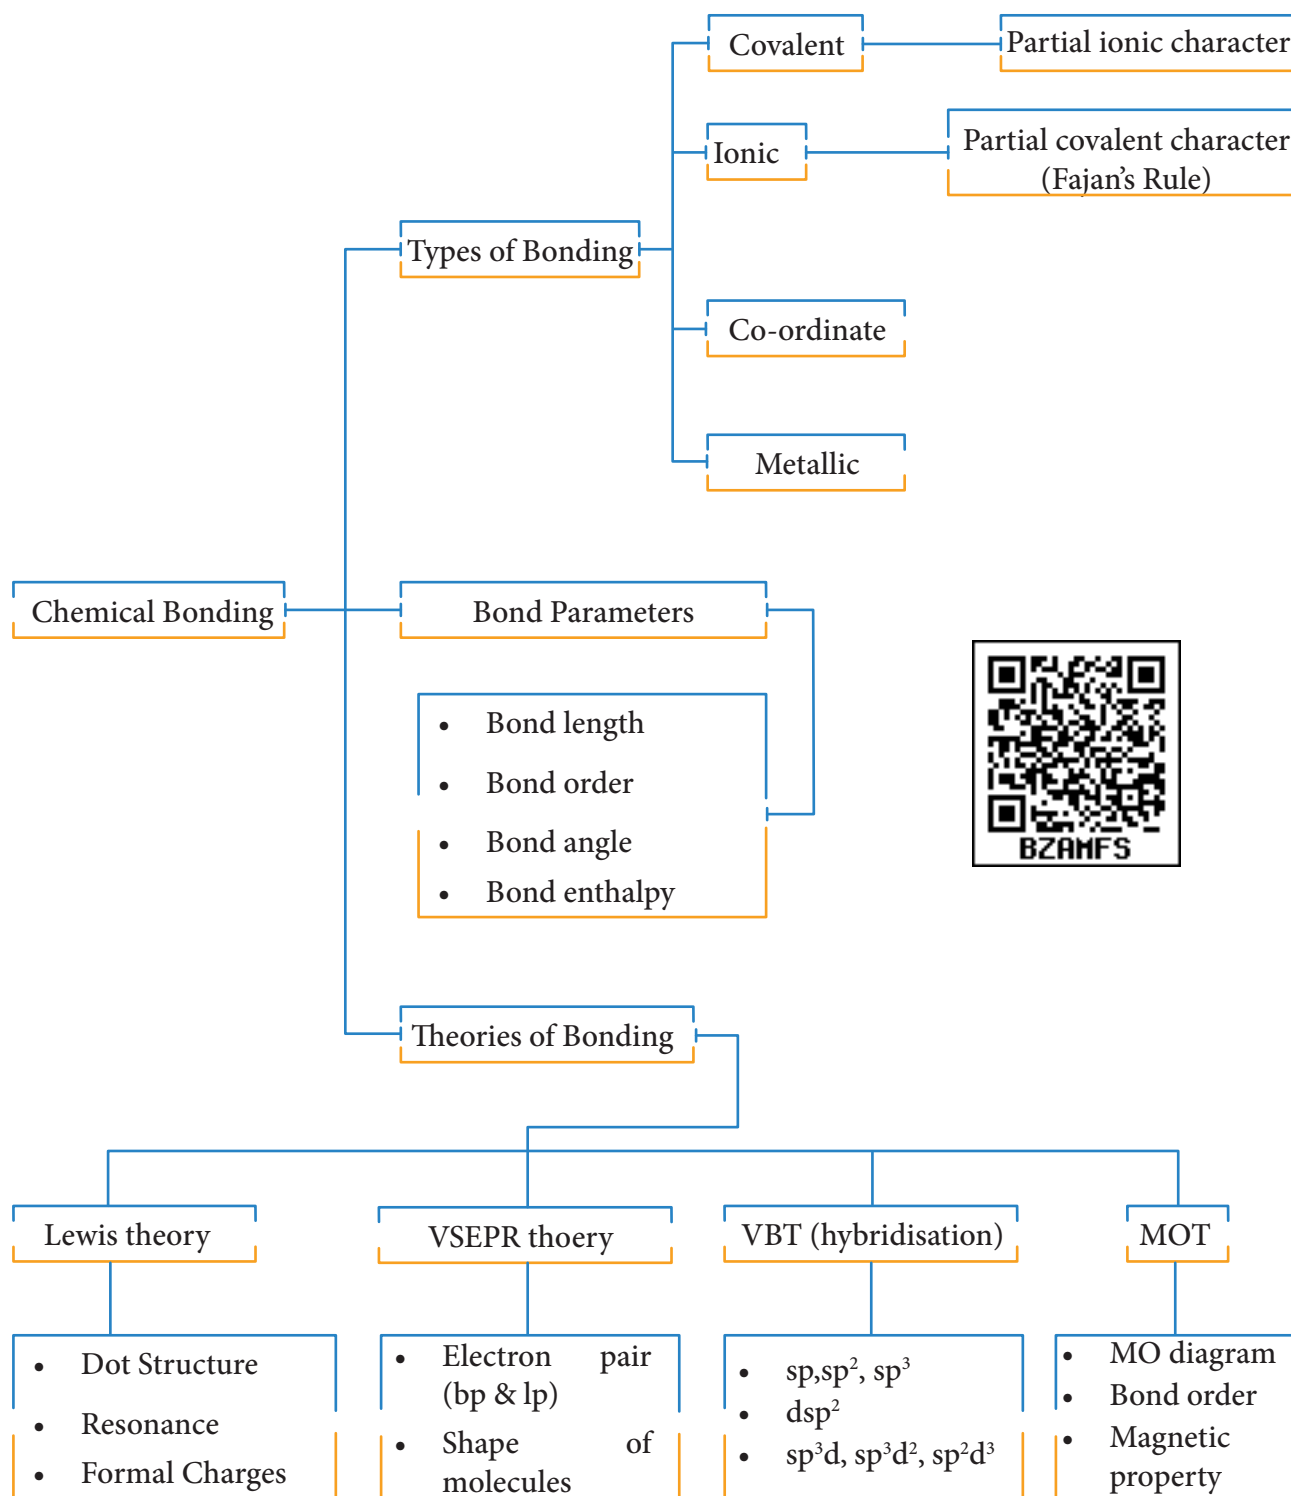 Covalent
Partial ionic character
Ionic
Partial covalent character
(Fajan's Rule)
Types of Bonding
Co-ordinate
Metallic
Chemical Bonding
Bond Parameters
• Bond length
• Bond order
• Bond angle
• Bond enthalpy
BZAMFS
Theories of Bonding
Lewis theory
VSEPR thoery
VBT (hybridisation)
MOT
• Dot Structure
• Resonance
• Formal Charges
• Electron pair
(bp & lp)
• Shape of
molecules
• sp,sp², sp³
• dsp²
• sp³d, sp³d², sp²d³
• MO diagram
• Bond order
• Magnetic
property